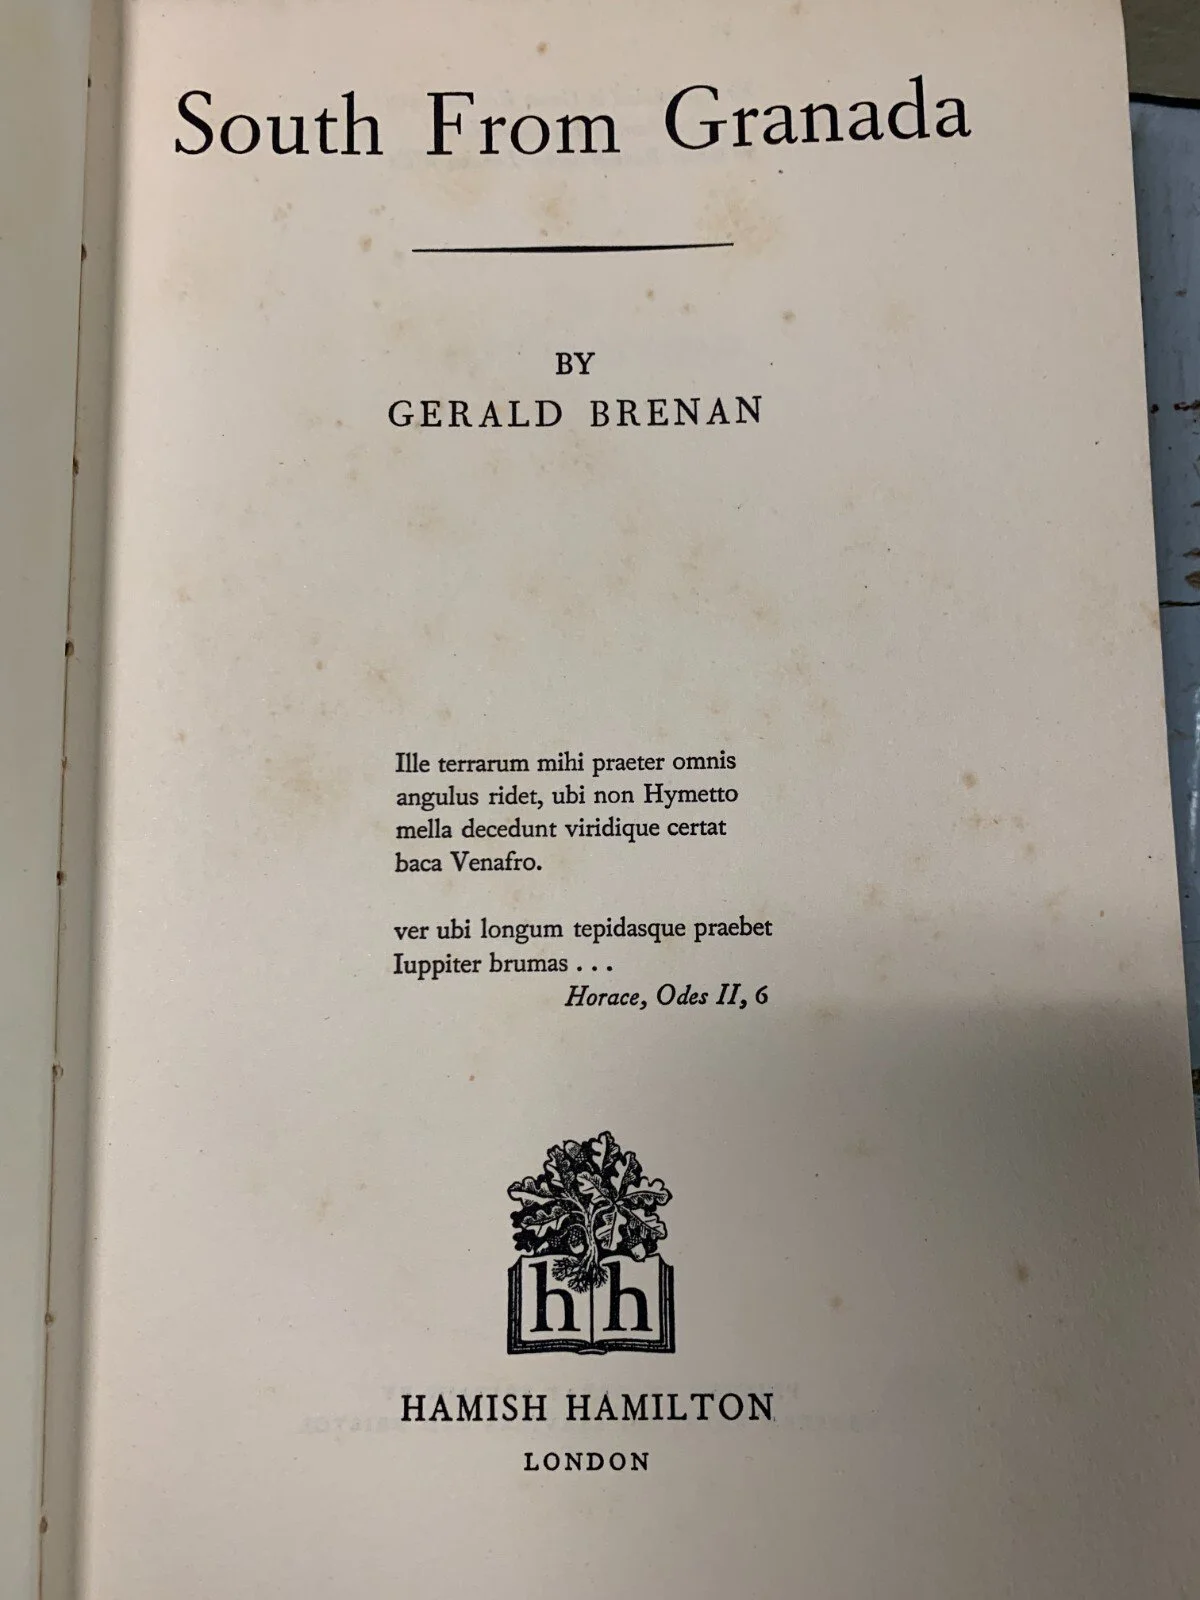 South From Granada
BY
GERALD BRENAN
Ille terrarum mihi praeter omnis
angulus ridet, ubi non Hymetto
mella decedunt viridique certat
baca Venafro.
ver ubi longum tepidasque praebet
Iuppiter brumas . . .
Horace, Odes II, 6
h h
HAMISH HAMILTON
LONDON